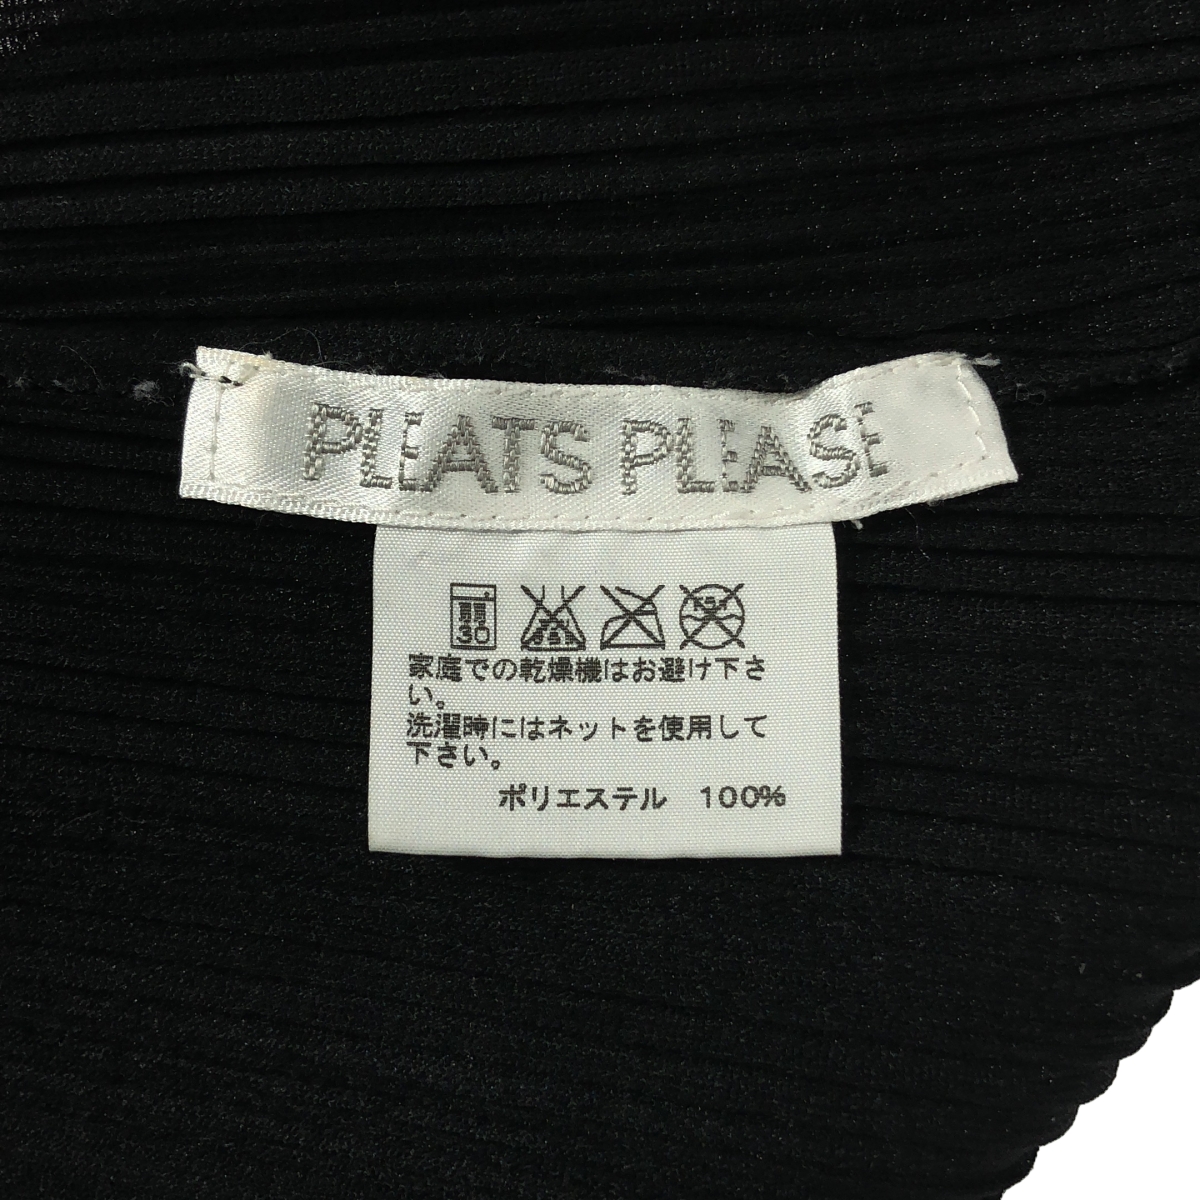 PLEATS PLEASE
30
家庭での乾燥機はお避け下さ
い。
洗濯時にはネットを使用して
下さい。
ポリエステル 100%